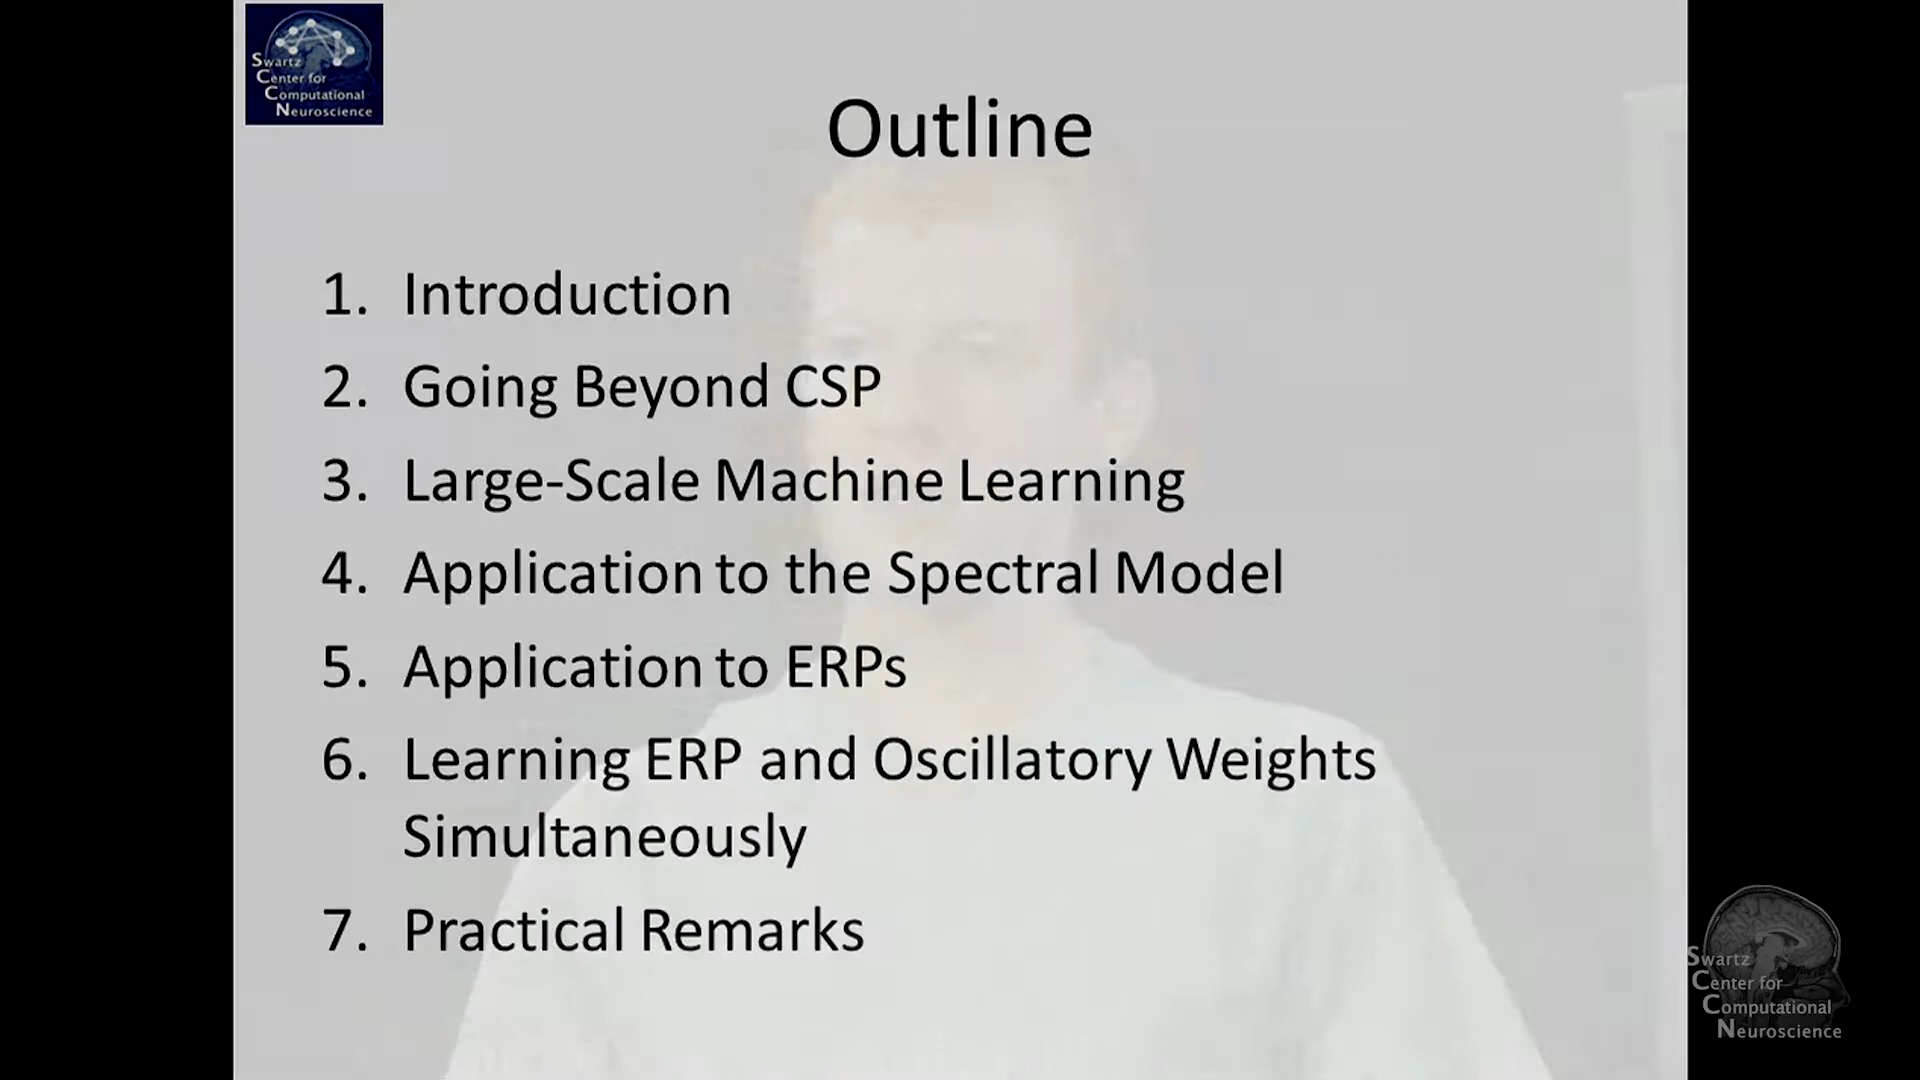 Swartz
Center for
Computational
Neuroscience
Outline
1. Introduction
2. Going Beyond CSP
3. Large-Scale Machine Learning
4. Application to the Spectral Model
5. Application to ERPs
6. Learning ERP and Oscillatory Weights
Simultaneously
7. Practical Remarks
Swartz
Center for
Computational
Neuroscience